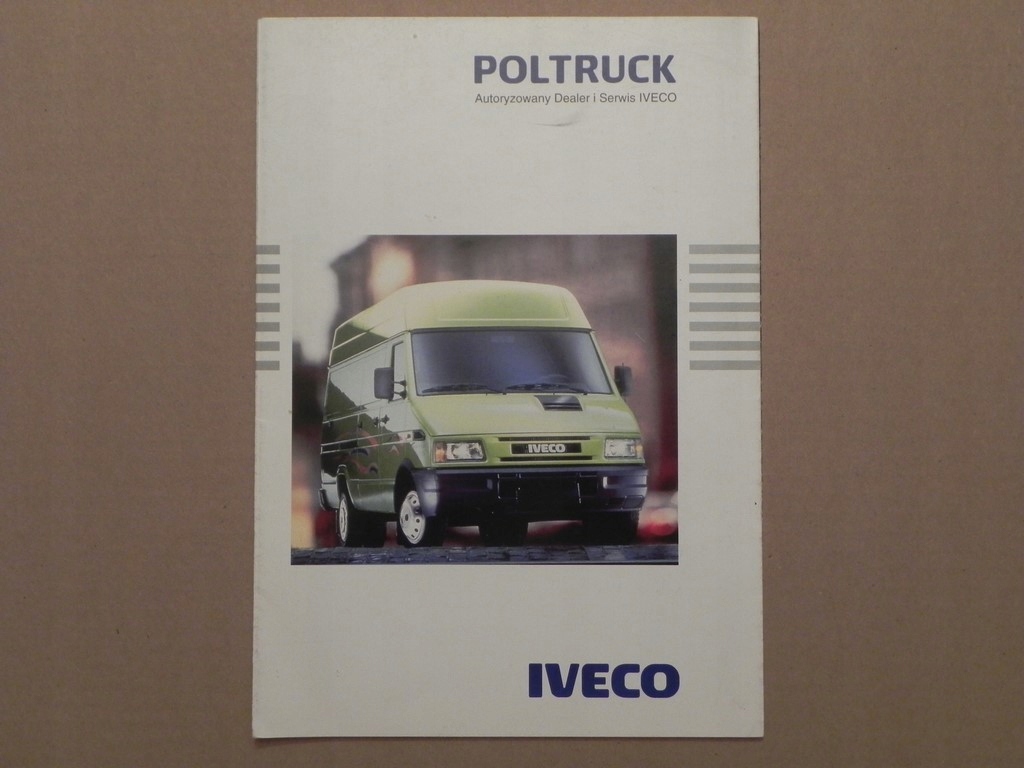 POLTRUCK
Autoryzowany Dealer i Serwis IVECO
IVECO
IVECO